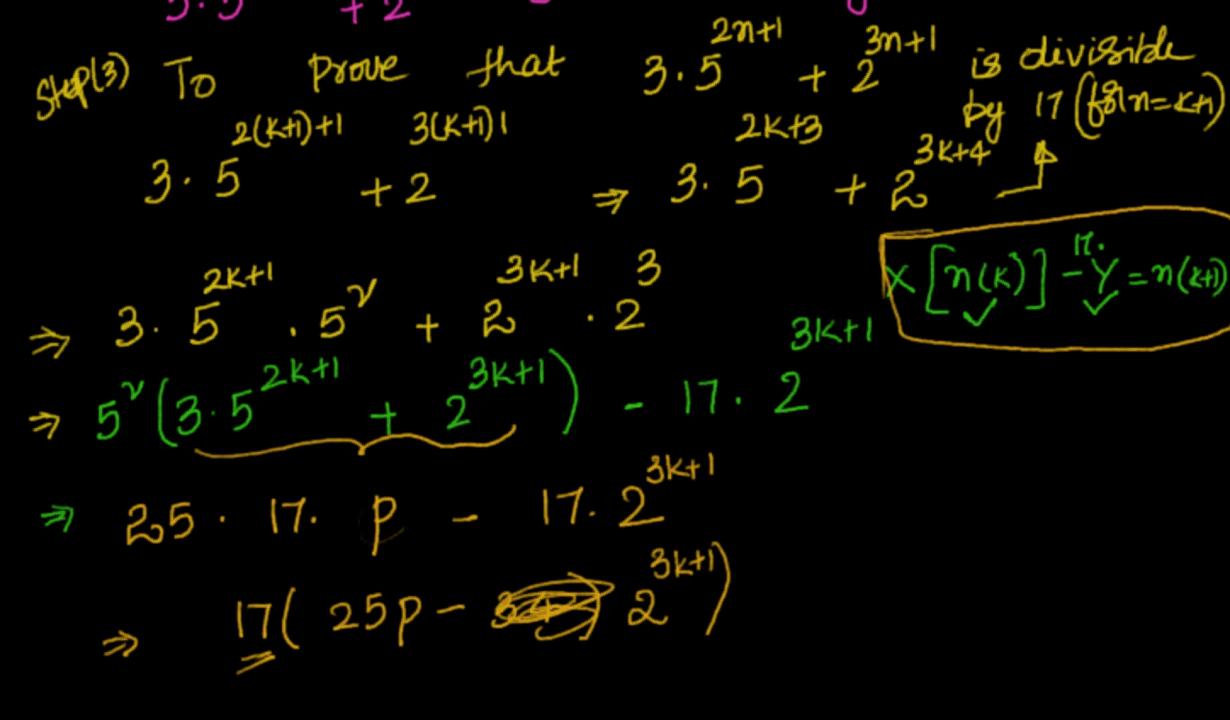 3.5 + 2
Step(3) To Prove that 3.5^{2n+1} + 2^{3n+1} is divisible by 17 (for n=k+1)
3.5^{2(k+1)+1} + 2^{3(k+1)1} ⇒ 3.5^{2k+3} + 2^{3k+4}
X[n(k)] - 17.Y = n(k+1)
⇒ 3.5^{2k+1} . 5^2 + 2^{3k+1} . 2^3
⇒ 5^2(3.5^{2k+1} + 2^{3k+1}) - 17.2^{3k+1}
⇒ 25.17.p - 17.2^{3k+1}
⇒ 17(25p - 2^{3k+1})